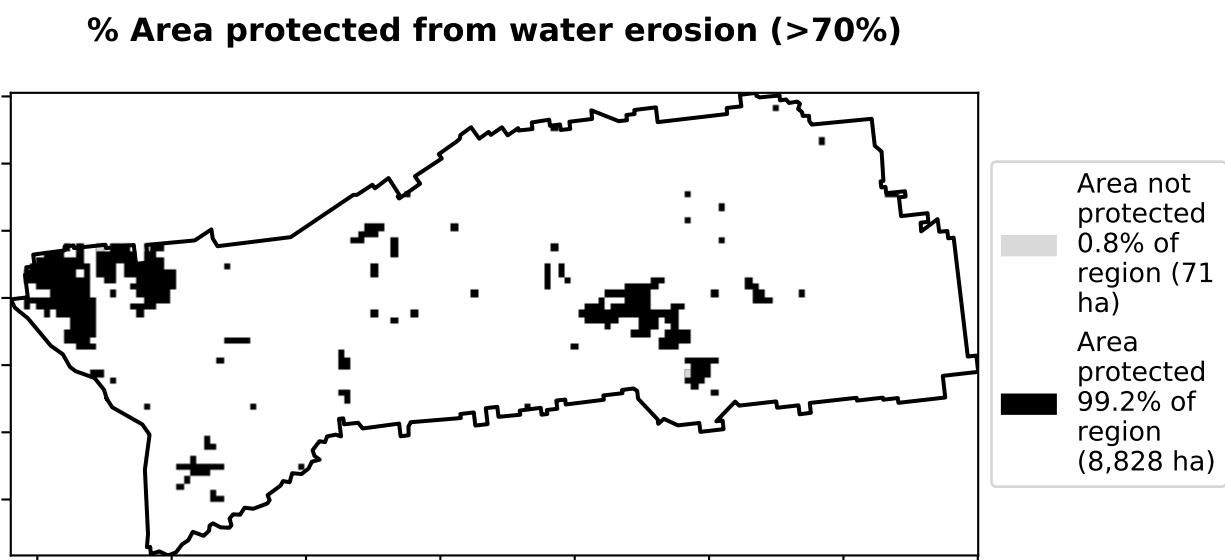 % Area protected from water erosion (>70%)
Area not
protected
0.8% of
region (71
ha)
Area
protected
99.2% of
region
(8,828 ha)